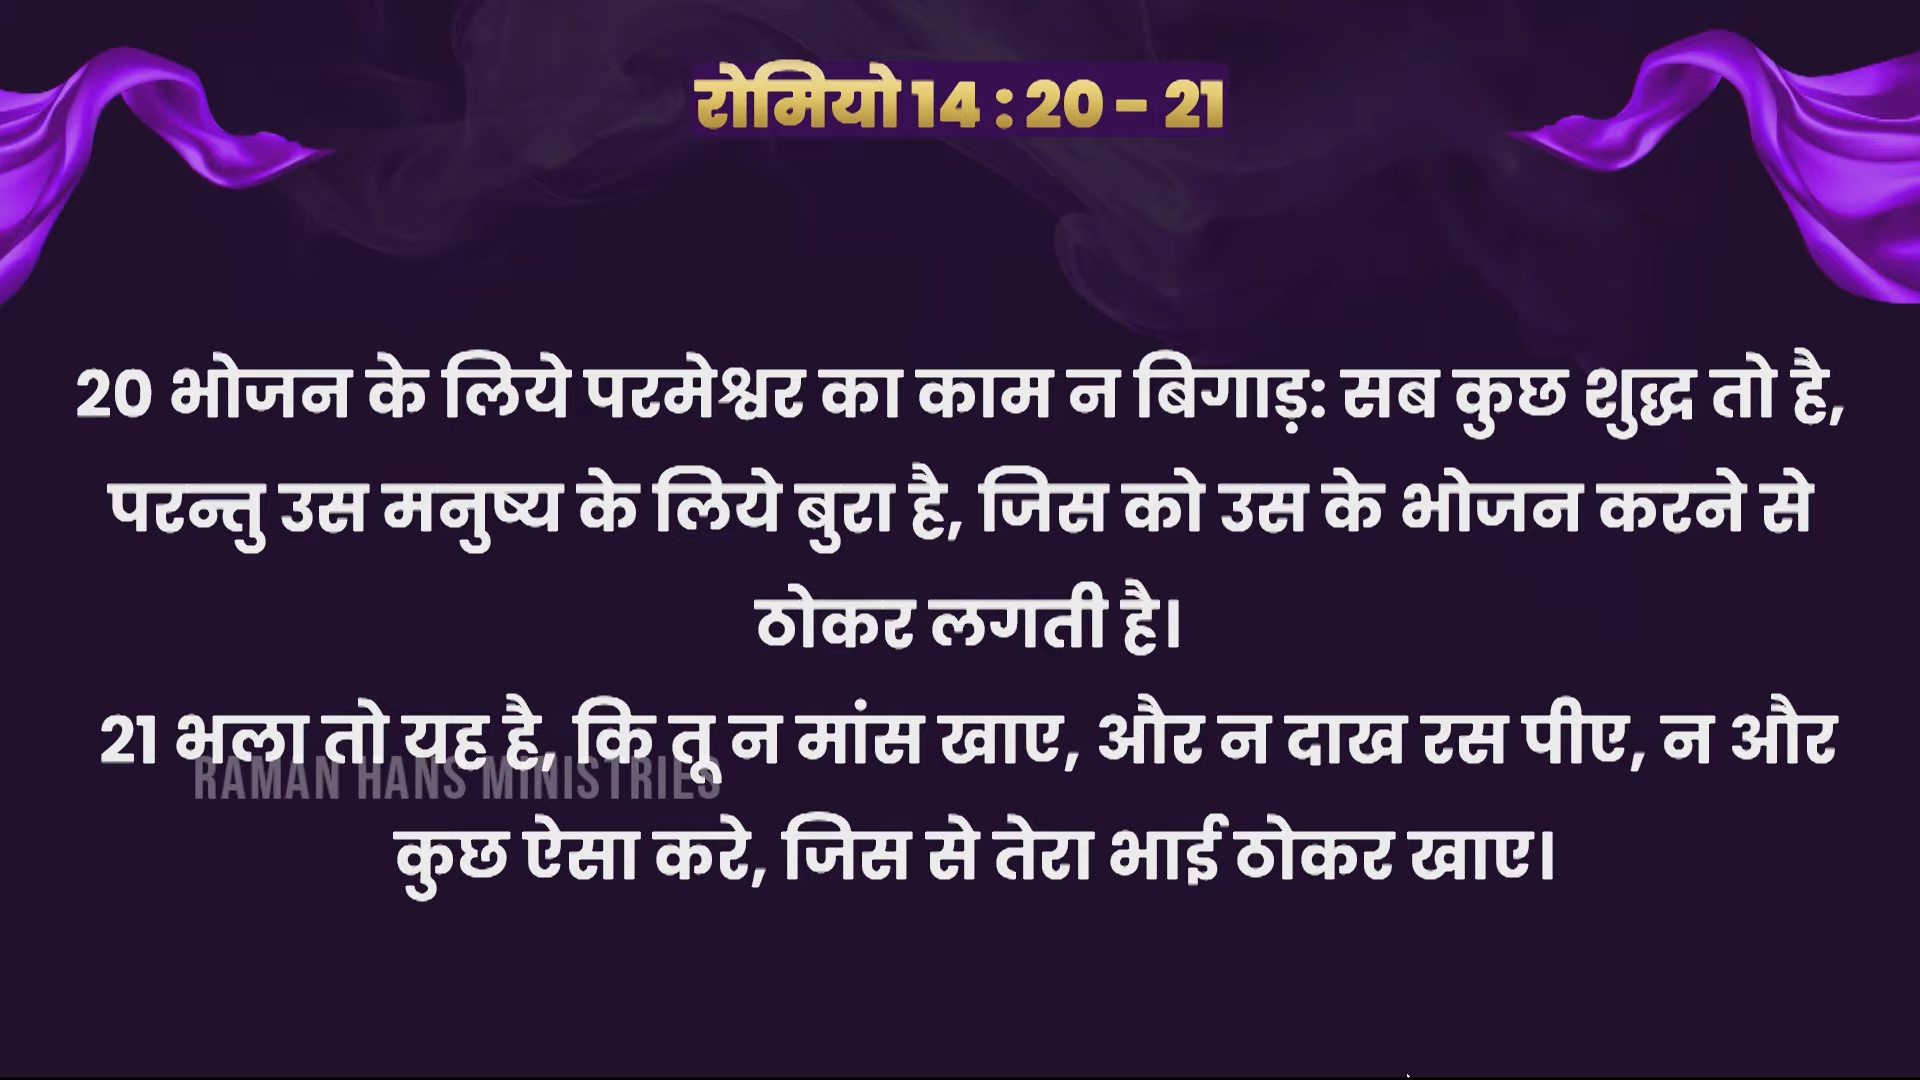 रोमियो 14 : 20 - 21
20 भोजन के लिये परमेश्वर का काम न बिगाड़: सब कुछ शुद्ध तो है,
परन्तु उस मनुष्य के लिये बुरा है, जिस को उस के भोजन करने से
ठोकर लगती है।
21 भला तो यह है, कि तू न मांस खाए, और न दाख रस पीए, न और
RAMAN HANS MINISTRIES
कुछ ऐसा करे, जिस से तेरा भाई ठोकर खाए।